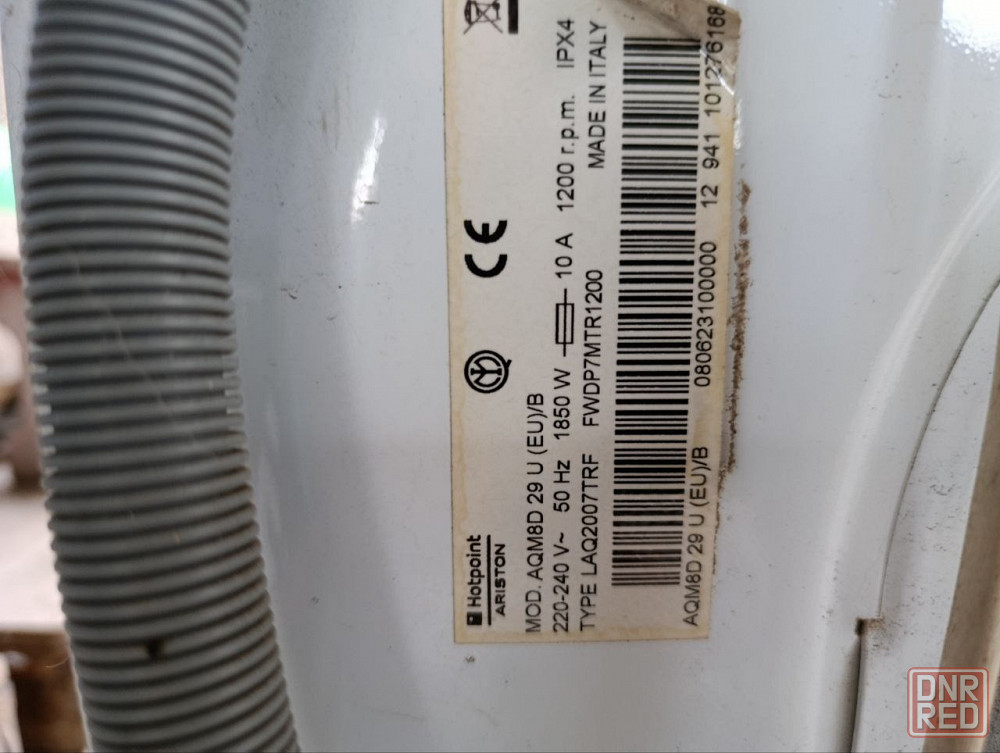 Hotpoint
ARISTON
MOD. AQM8D 29 U (EU)/B
220-240 V~ 50 Hz 1850 W 10 A 1200 r.p.m. IPX4
TYPE LAQ2007TRF FWDP7MTR1200 MADE IN ITALY
AQM8D 29 U (EU)/B 080623100000 12 941 101276168
DNR
RED